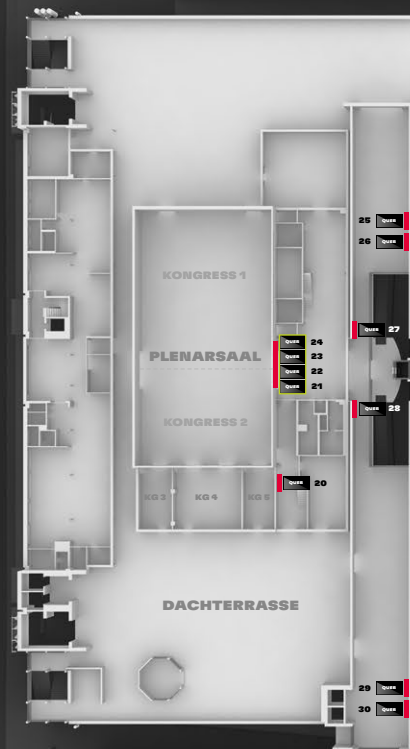 25 QUER
26 QUER
KONGRESS 1
QUER 27
QUER 24
PLENARSAAL
QUER 23
QUER 22
QUER 21
QUER 28
KONGRESS 2
QUER 20
KG 3 KG 4 KG 5
DACHTERRASSE
29 QUER
30 QUER